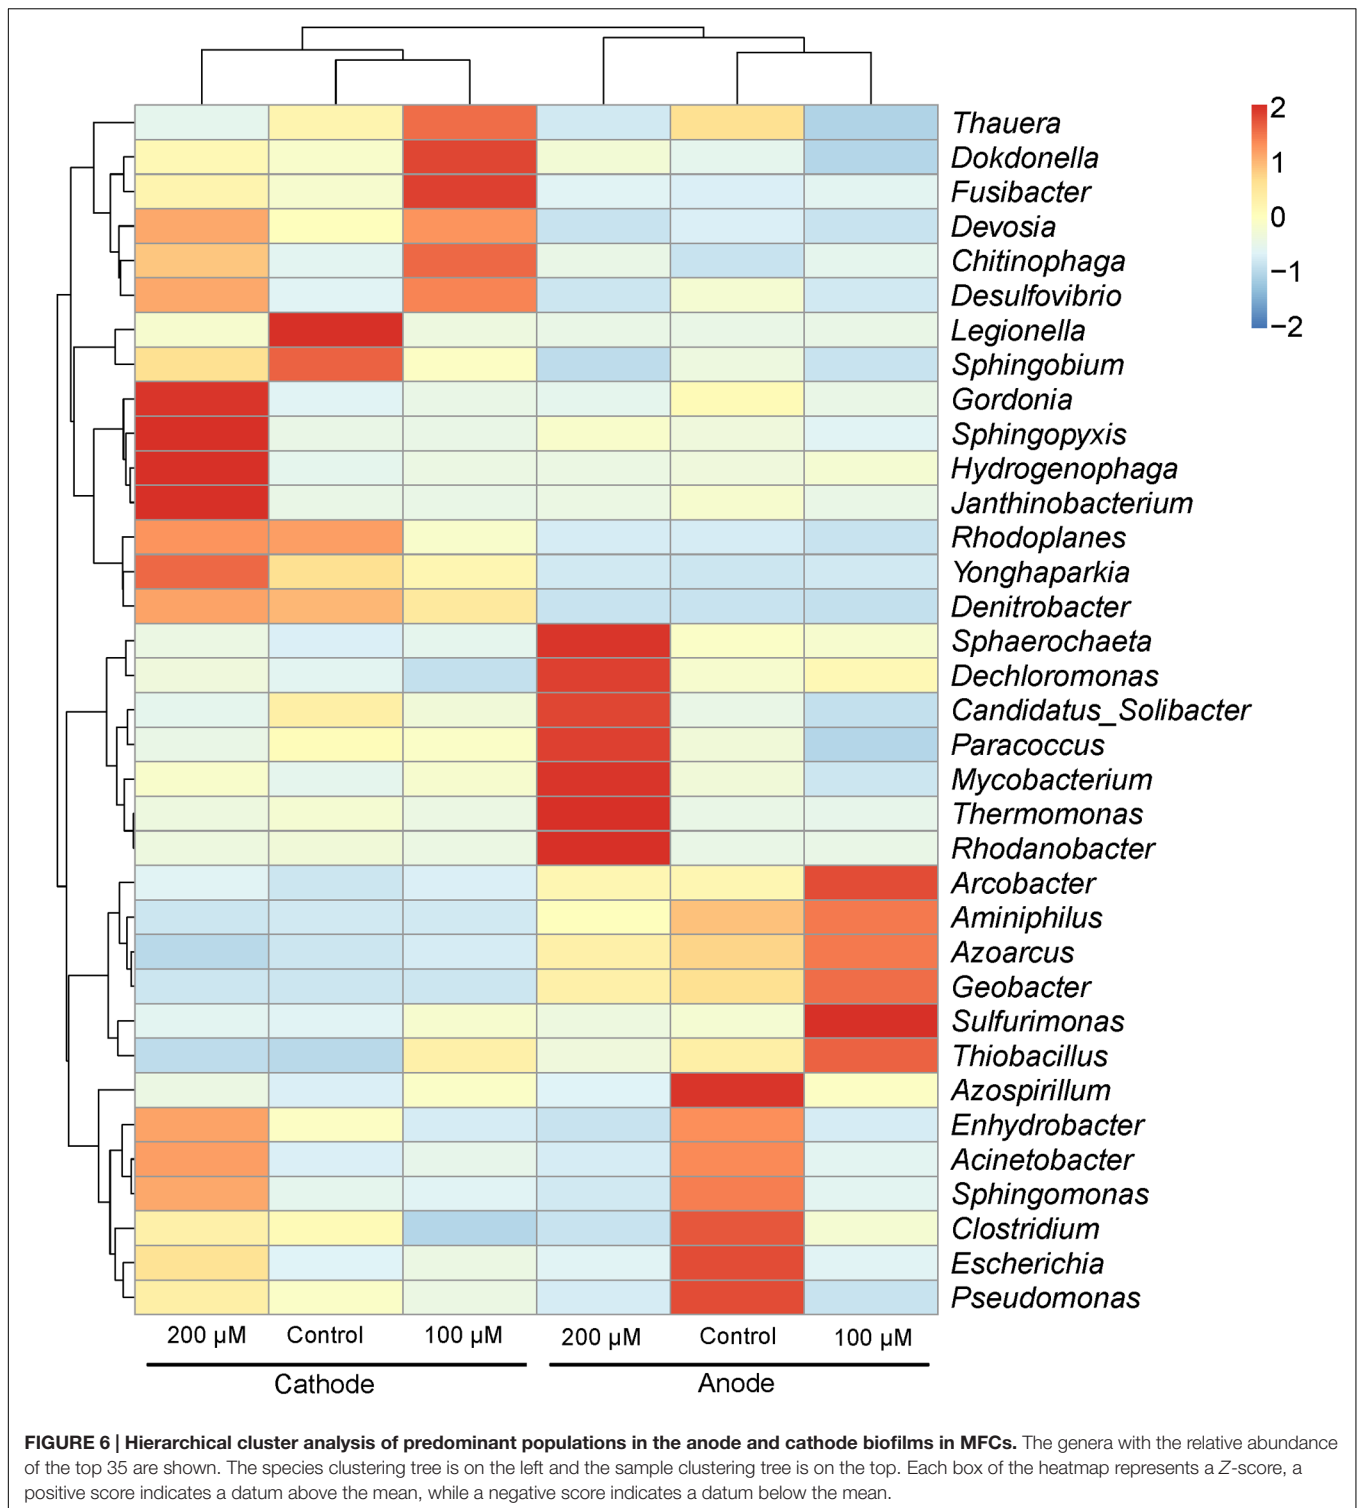 2
1
0
−1
−2
Thauera
Dokdonella
Fusibacter
Devosia
Chitinophaga
Desulfovibrio
Legionella
Sphingobium
Gordonia
Sphingopyxis
Hydrogenophaga
Janthinobacterium
Rhodoplanes
Yonghaparkia
Denitrobacter
Sphaerochaeta
Dechloromonas
Candidatus_Solibacter
Paracoccus
Mycobacterium
Thermomonas
Rhodanobacter
Arcobacter
Aminiphilus
Azoarcus
Geobacter
Sulfurimonas
Thiobacillus
Azospirillum
Enhydrobacter
Acinetobacter
Sphingomonas
Clostridium
Escherichia
Pseudomonas
200 µM Control 100 µM 200 µM Control 100 µM
Cathode Anode
FIGURE 6 | Hierarchical cluster analysis of predominant populations in the anode and cathode biofilms in MFCs. The genera with the relative abundance
of the top 35 are shown. The species clustering tree is on the left and the sample clustering tree is on the top. Each box of the heatmap represents a Z-score, a
positive score indicates a datum above the mean, while a negative score indicates a datum below the mean.